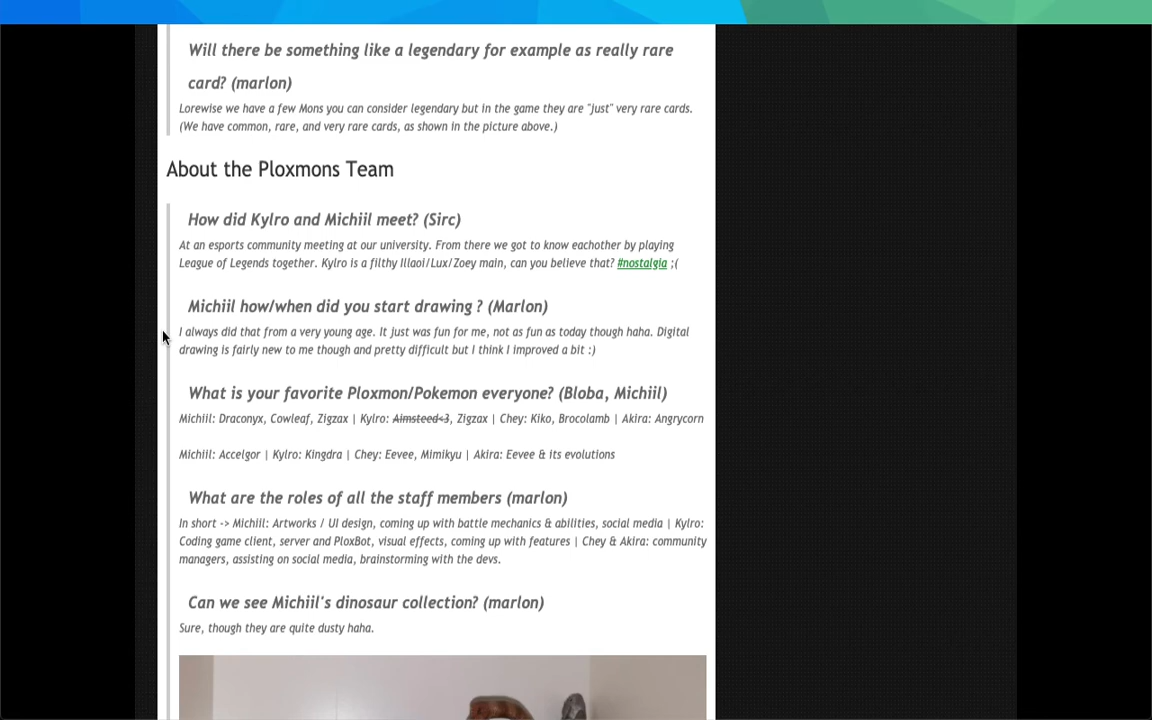 Will there be something like a legendary for example as really rare
card? (marlon)
Lorewise we have a few Mons you can consider legendary but in the game they are "just" very rare cards.
(We have common, rare, and very rare cards, as shown in the picture above.)
About the Ploxmons Team
How did Kylro and Michiil meet? (Sirc)
At an esports community meeting at our university. From there we got to know eachother by playing
League of Legends together. Kylro is a filthy Illaoi/Lux/Zoey main, can you believe that? #nostalgia ;(
Michiil how/when did you start drawing ? (Marlon)
I always did that from a very young age. It just was fun for me, not as fun as today though haha. Digital
drawing is fairly new to me though and pretty difficult but I think I improved a bit :)
What is your favorite Ploxmon/Pokemon everyone? (Bloba, Michiil)
Michiil: Draconyx, Cowleaf, Zigzax | Kylro: Aimsteed<3, Zigzax | Chey: Kiko, Brocolamb | Akira: Angrycorn
Michiil: Accelgor | Kylro: Kingdra | Chey: Eevee, Mimikyu | Akira: Eevee & its evolutions
What are the roles of all the staff members (marlon)
In short -> Michiil: Artworks / UI design, coming up with battle mechanics & abilities, social media | Kylro:
Coding game client, server and PloxBot, visual effects, coming up with features | Chey & Akira: community
managers, assisting on social media, brainstorming with the devs.
Can we see Michiil's dinosaur collection? (marlon)
Sure, though they are quite dusty haha.